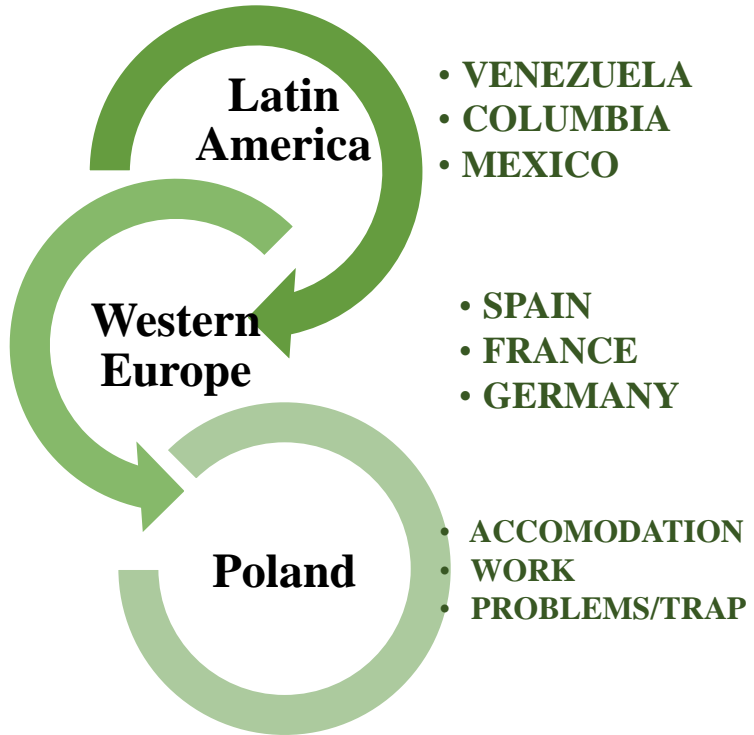 Latin
America
• VENEZUELA
• COLUMBIA
• MEXICO
Western
Europe
• SPAIN
• FRANCE
• GERMANY
Poland
• ACCOMODATION
• WORK
• PROBLEMS/TRAP